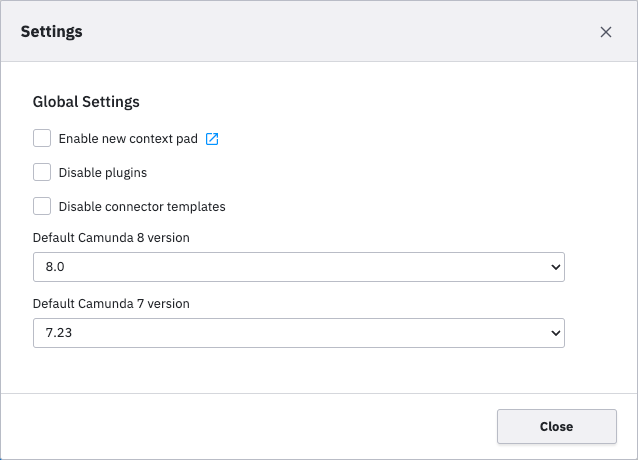 Settings
Global Settings
Enable new context pad
Disable plugins
Disable connector templates
Default Camunda 8 version
8.0
Default Camunda 7 version
7.23
Close